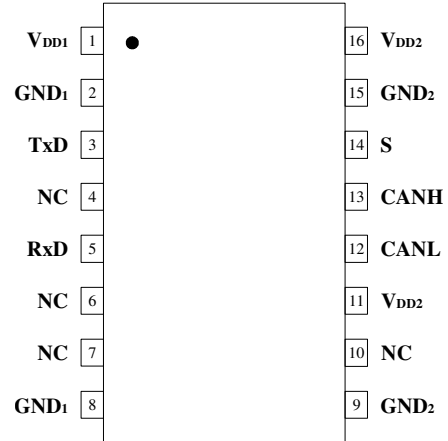 VDD1 1 16 VDD2
GND1 2 15 GND2
TxD 3 14 S
NC 4 13 CANH
RxD 5 12 CANL
NC 6 11 VDD2
NC 7 10 NC
GND1 8 9 GND2